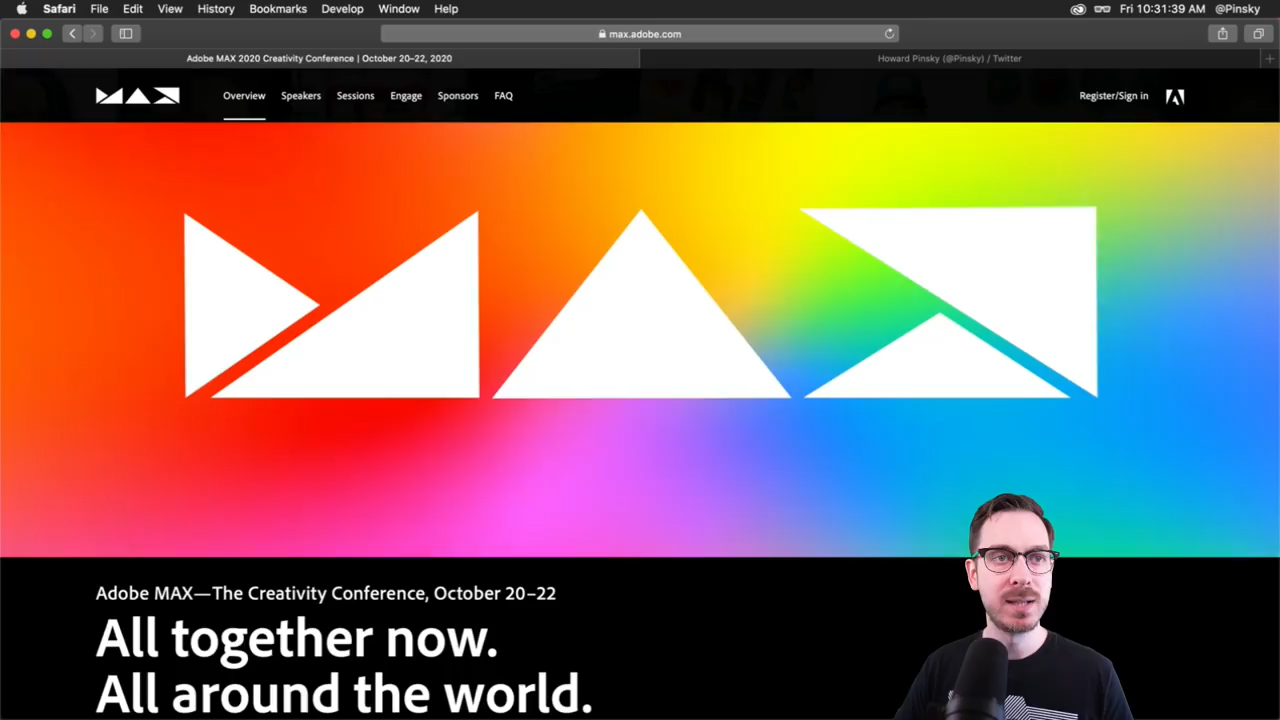 Safari File Edit View History Bookmarks Develop Window Help Fri 10:31:39 AM @Pinsky
max.adobe.com
Adobe MAX 2020 Creativity Conference | October 20–22, 2020 Howard Pinsky (@Pinsky) / Twitter
MAX Overview Speakers Sessions Engage Sponsors FAQ Register/Sign in
MAX
Adobe MAX—The Creativity Conference, October 20–22
All together now.
All around the world.